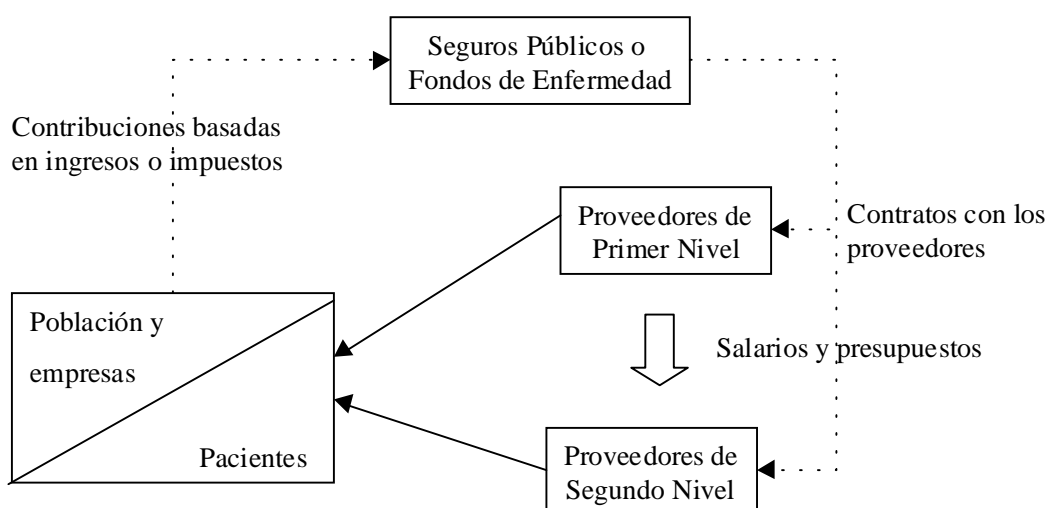 Seguros Públicos o
Fondos de Enfermedad
Contribuciones basadas
en ingresos o impuestos
Proveedores de
Primer Nivel
Contratos con los
proveedores
Población y
empresas
Pacientes
Salarios y presupuestos
Proveedores de
Segundo Nivel